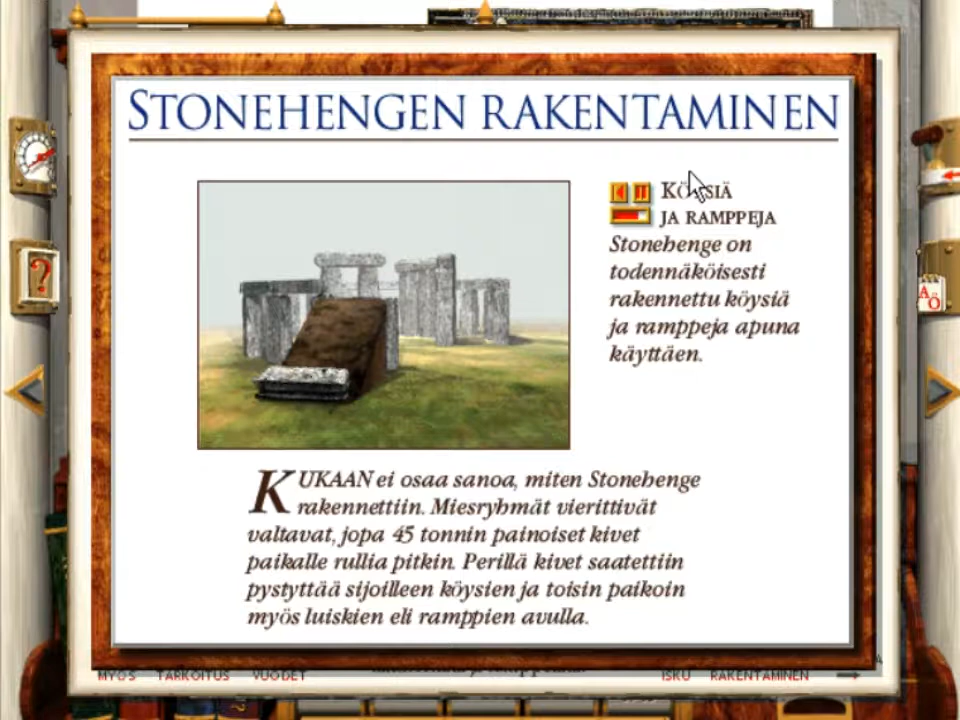 STONEHENGEN RAKENTAMINEN
KÖYSIÄ
JA RAMPPEJA
Stonehenge on
todennäköisesti
rakennettu köysiä
ja ramppeja apuna
käyttäen.
KUKAAN ei osaa sanoa, miten Stonehenge
rakennettiin. Miesryhmät vierittivät
valtavat, jopa 45 tonnin painoiset kivet
paikalle rullia pitkin. Perillä kivet saatettiin
pystyttää sijoilleen köysien ja toisin paikoin
myös luiskien eli ramppien avulla.
MYÖS TARKOITUS VUODET ISKU RAKENTAMINEN
?
A
Ö